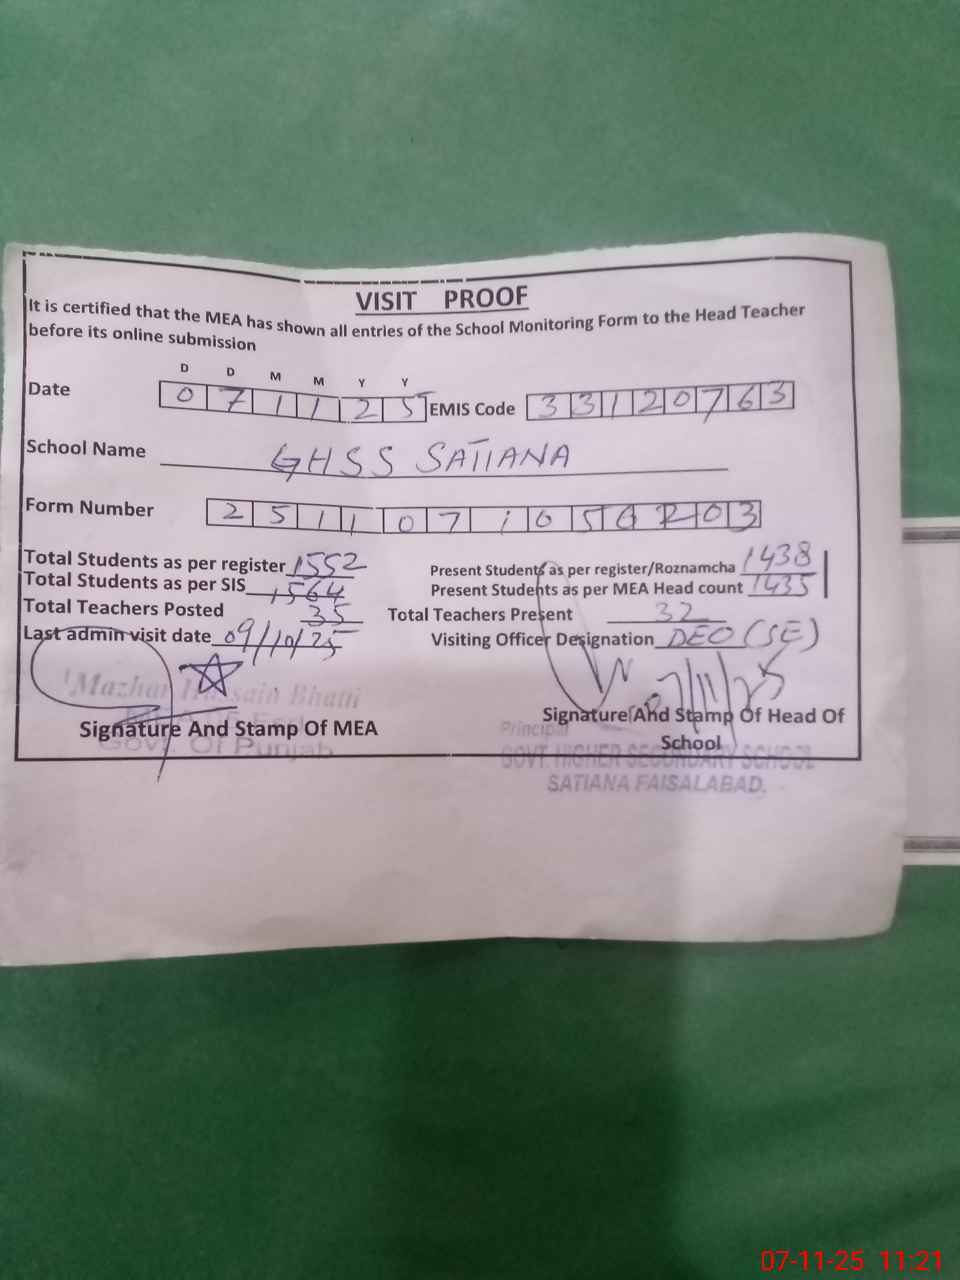 VISIT PROOF
It is certified that the MEA has shown all entries of the School Monitoring Form to the Head Teacher
before its online submission
D D M M Y Y
Date 0 7 1 1 2 5 EMIS Code 3 3 1 2 0 7 6 3
School Name GHSS SATIANA
Form Number 2 5 1 1 0 7 1 0
Total Students as per register 1552 Present Students as per register/Roznamcha 1438
Total Students as per SIS 1564 Present Students as per MEA Head count 1435
Total Teachers Posted 35 Total Teachers Present 32
Last admin visit date 09/10/25 Visiting Officer Designation DEO (SE)
Mazhar Hussain Bhatti
07/11/25
Signature And Stamp Of MEA Signature And Stamp Of Head Of
School
Govt. Of Punjab
Principal
GOVT. HIGHER SECONDARY SCHOOL
SATIANA FAISALABAD.
07-11-25 11:21